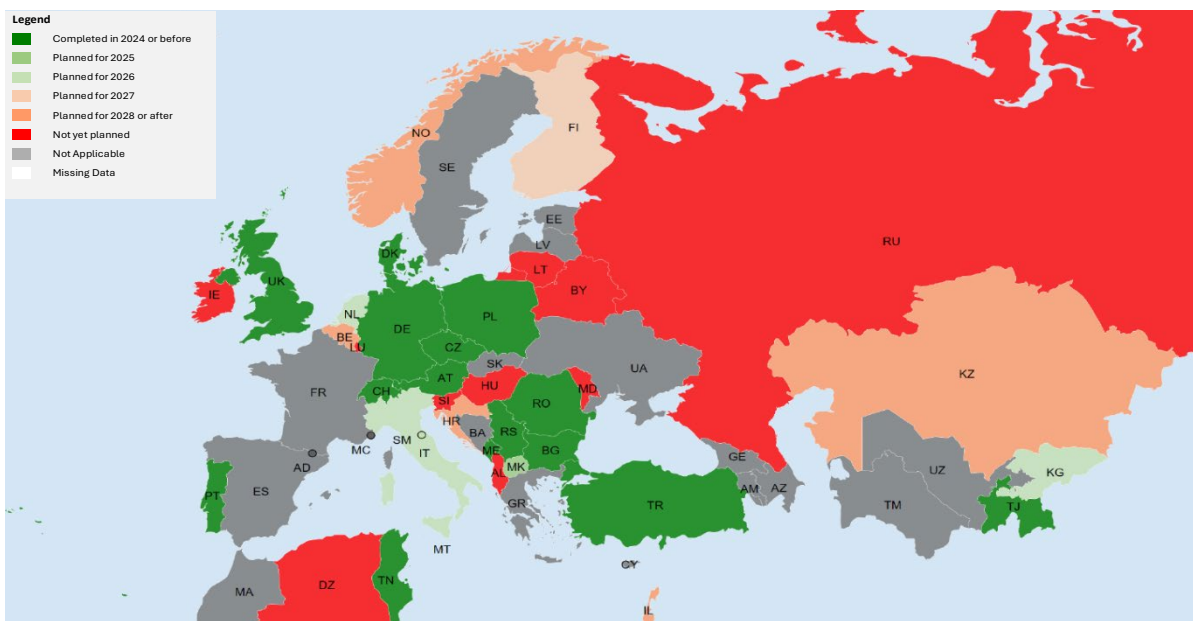 Legend
Completed in 2024 or before
Planned for 2025
Planned for 2026
Planned for 2027
Planned for 2028 or after
Not yet planned
Not Applicable
Missing Data
NO
FI
SE
EE
RU
LV
DK
LT
UK
BY
IE
NL
PL
DE
BE
LU
CZ
SK
UA
KZ
AT
HU
MD
FR
CH
SI
RO
HR
BA
RS
SM
IT
MC
ME
BG
GE
UZ
KG
AD
AL
MK
PT
ES
AM
AZ
GR
TR
TM
TJ
MT
CY
MA
DZ
TN
IL